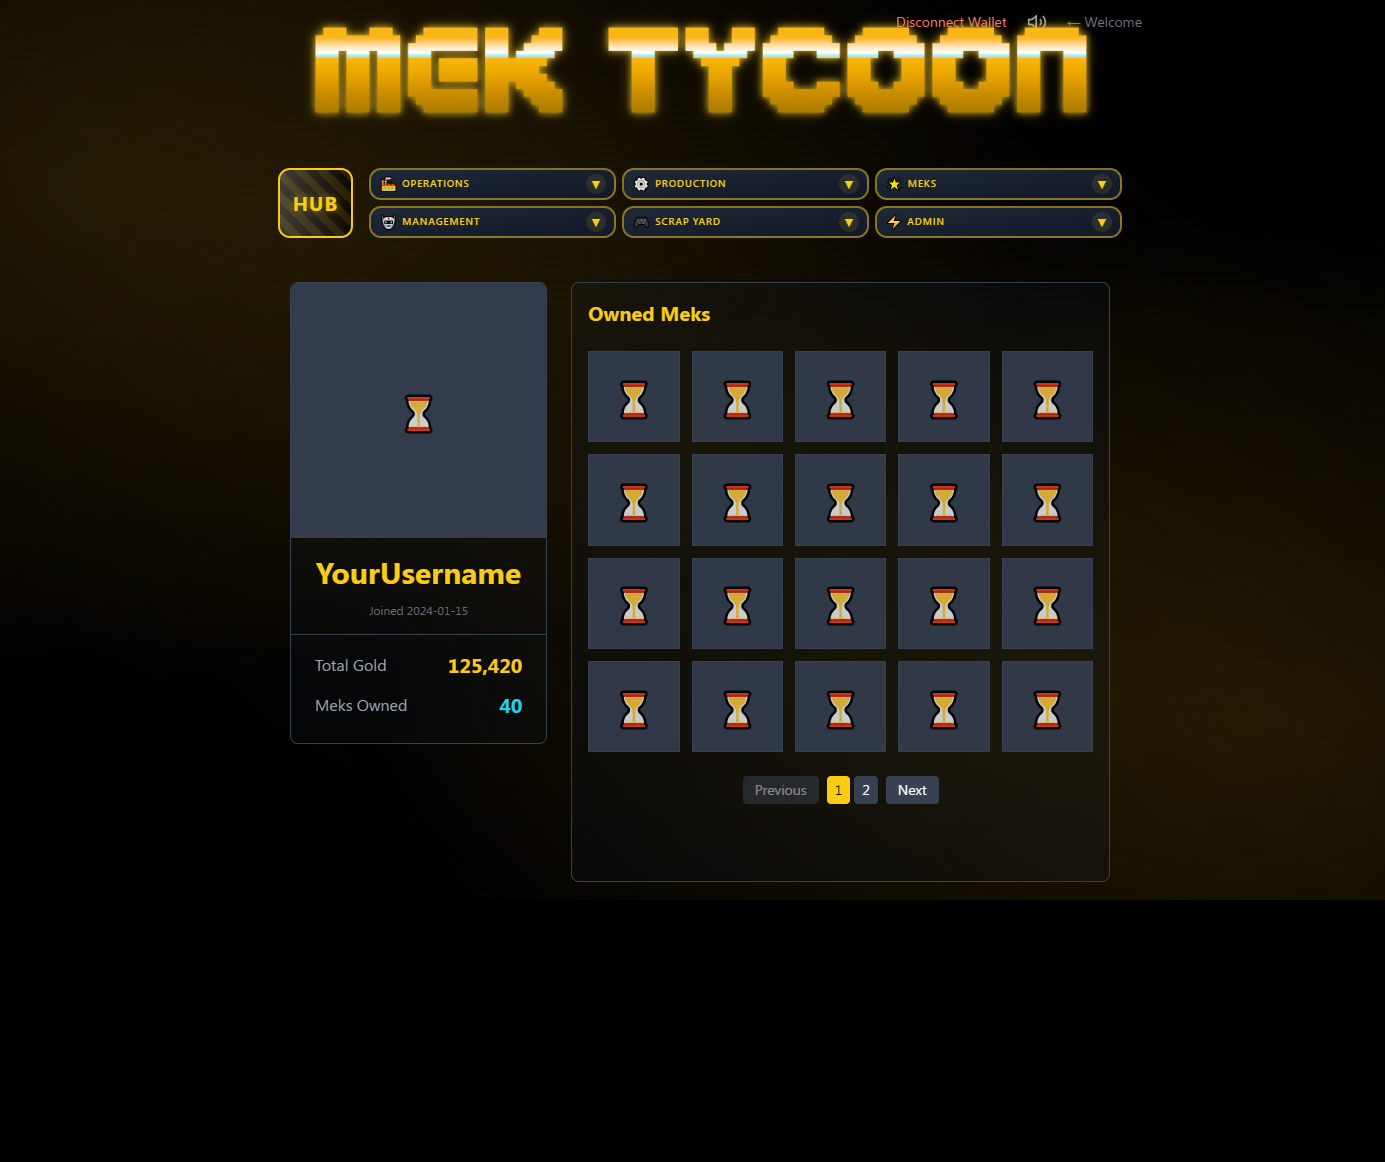 Disconnect Wallet ← Welcome
MEK TYCOON
HUB
OPERATIONS ▼
PRODUCTION ▼
MEKS ▼
MANAGEMENT ▼
SCRAP YARD ▼
ADMIN ▼
YourUsername
Joined 2024-01-15
Total Gold 125,420
Meks Owned 40
Owned Meks
Previous 1 2 Next